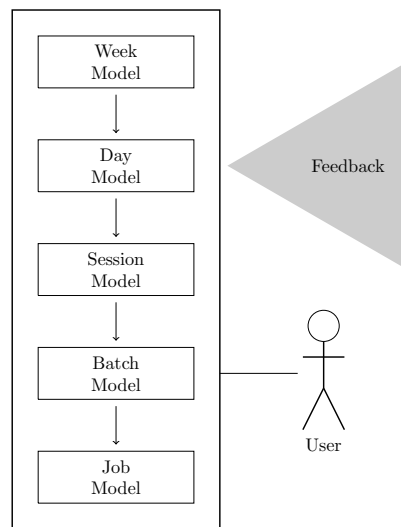 Week
Model
Day
Model
Feedback
Session
Model
Batch
Model
User
Job
Model